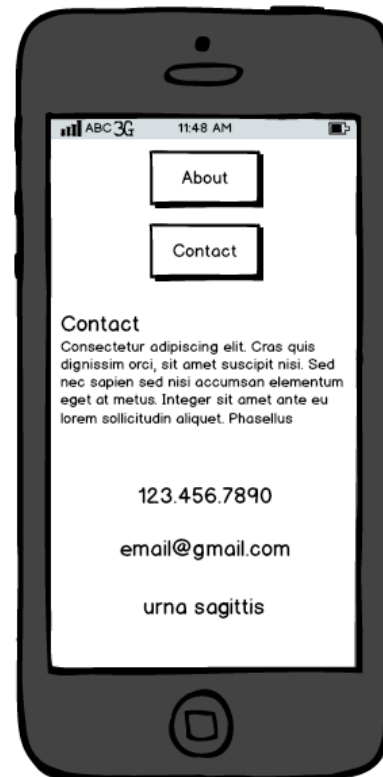 ABC 3G 11:48 AM
About
Contact
Contact
Consectetur adipiscing elit. Cras quis
dignissim orci, sit amet suscipit nisi. Sed
nec sapien sed nisi accumsan elementum
eget at metus. Integer sit amet ante eu
lorem sollicitudin aliquet. Phasellus
123.456.7890
email@gmail.com
urna sagittis